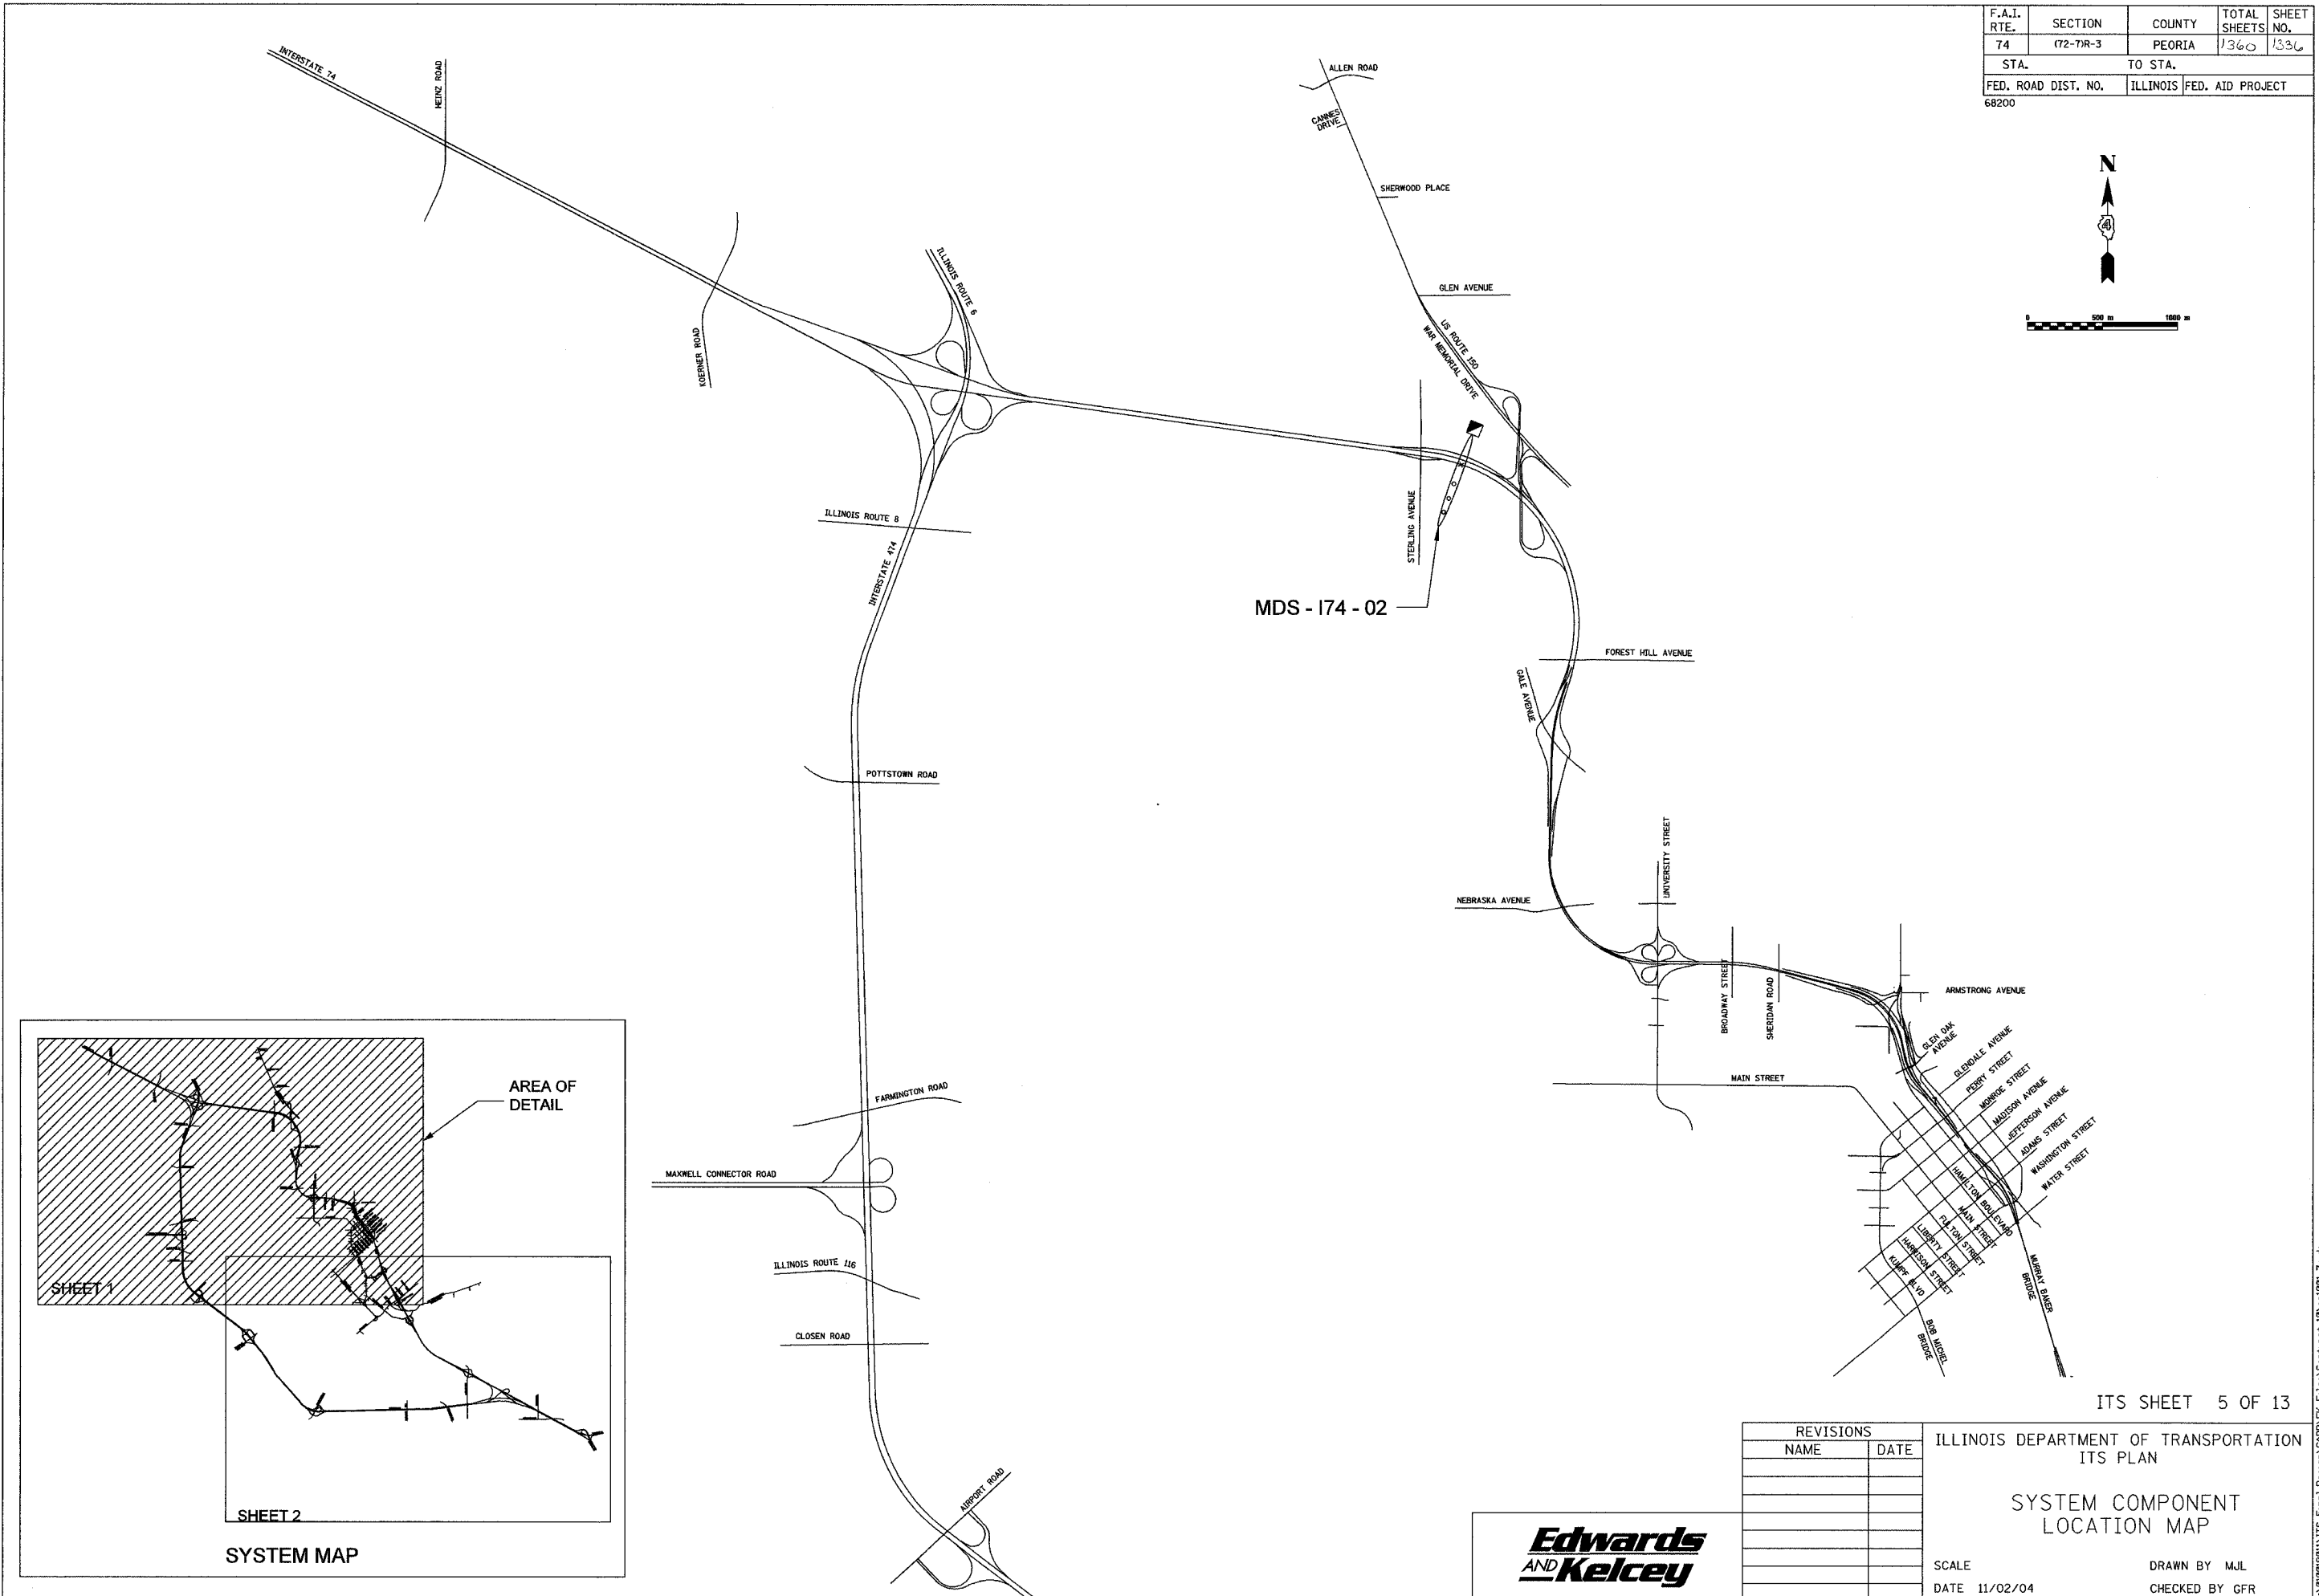 F.A.I. RTE. SECTION COUNTY TOTAL SHEETS SHEET NO.
74 (72-7)R-3 PEORIA 1360 1336
STA. TO STA.
FED. ROAD DIST. NO. ILLINOIS FED. AID PROJECT
68200
N
0 500 m 1000 m
INTERSTATE 74
HEINZ ROAD
KOERNER ROAD
ILLINOIS ROUTE 6
ALLEN ROAD
CANNES DRIVE
SHERWOOD PLACE
GLEN AVENUE
US ROUTE 150
WAR MEMORIAL DRIVE
STERLING AVENUE
ILLINOIS ROUTE 8
INTERSTATE 474
MDS - I74 - 02
FOREST HILL AVENUE
GALE AVENUE
POTTSTOWN ROAD
UNIVERSITY STREET
NEBRASKA AVENUE
BROADWAY STREET
SHERIDAN ROAD
ARMSTRONG AVENUE
GLEN OAK AVENUE
GLENDALE AVENUE
PERRY STREET
MONROE STREET
MADISON AVENUE
JEFFERSON AVENUE
ADAMS STREET
WASHINGTON STREET
WATER STREET
MAIN STREET
HAMILTON BOULEVARD
MAIN STREET
FULTON STREET
LIBERTY STREET
HARRISON STREET
KUMPF BLVD
MURRAY BAKER BRIDGE
BOB MICHEL BRIDGE
FARMINGTON ROAD
MAXWELL CONNECTOR ROAD
ILLINOIS ROUTE 116
CLOSEN ROAD
AIRPORT ROAD
AREA OF
DETAIL
SHEET 1
SHEET 2
SYSTEM MAP
ITS SHEET 5 OF 13
REVISIONS
NAME DATE
ILLINOIS DEPARTMENT OF TRANSPORTATION
ITS PLAN
SYSTEM COMPONENT
LOCATION MAP
SCALE DRAWN BY MJL
DATE 11/02/04 CHECKED BY GFR
Edwards
AND Kelcey